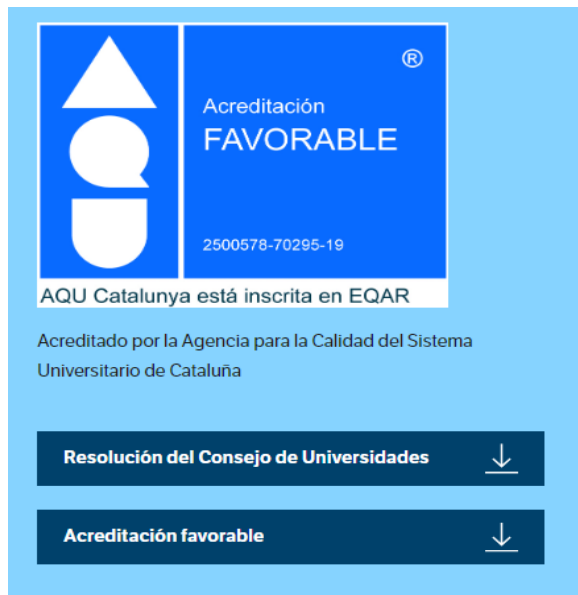 AQU
®
Acreditación
FAVORABLE
2500578-70295-19
AQU Catalunya está inscrita en EQAR
Acreditado por la Agencia para la Calidad del Sistema
Universitario de Cataluña
Resolución del Consejo de Universidades
Acreditación favorable